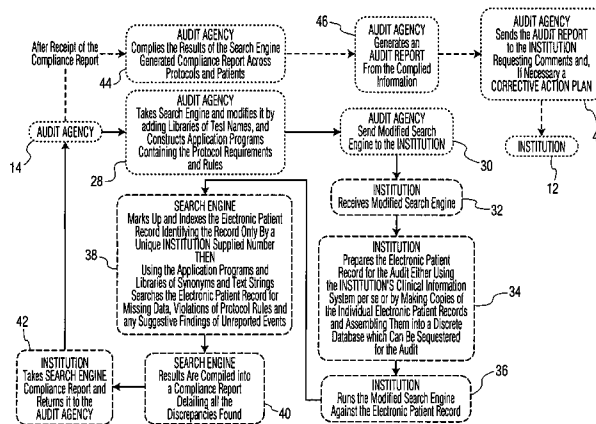 After Receipt of the
Compliance Report
AUDIT AGENCY
Complies the Results of the Search Engine
Generated Compliance Report Across
Protocols and Patients
44
46
AUDIT AGENCY
Generates an
AUDIT REPORT
From the Complied
Information
AUDIT AGENCY
Sends the AUDIT REPORT
to the INSTITUTION
Requesting Comments and,
If Necessary a
CORRECTIVE ACTION PLAN
INSTITUTION
12
AUDIT AGENCY
14
AUDIT AGENCY
Takes Search Engine and modifies it by
adding Libraries of Test Names, and
Constructs Application Programs
Containing the Protocol Requirements
and Rules
28
AUDIT AGENCY
Send Modified Search
Engine to the INSTITUTION
30
INSTITUTION
Receives Modified Search Engine
32
INSTITUTION
Prepares the Electronic Patient
Record for the Audit Either Using
the INSTITUTION'S Clinical Information
System per se or by Making Copies of
the Individual Electronic Patient Records
and Assembling Them into a Discrete
Database which Can be Sequestered
for the Audit
34
INSTITUTION
Runs the Modified Search Engine
Against the Electronic Patient Record
36
SEARCH ENGINE
Marks Up and Indexes the Electronic Patient
Record Identifying the Record Only By a
Unique INSTITUTION Supplied Number
THEN
Using the Application Programs and
Libraries of Synonyms and Text Strings
Searches the Electronic Patient Record for
Missing Data, Violations of Protocol Rules and
any Suggestive Findings of Unreported Events
38
SEARCH ENGINE
Results Are Compiled into
a Compliance Report
Detailing all the
Discrepancies Found
40
42
INSTITUTION
Takes SEARCH ENGINE
Compliance Report and
Returns it to the
AUDIT AGENCY